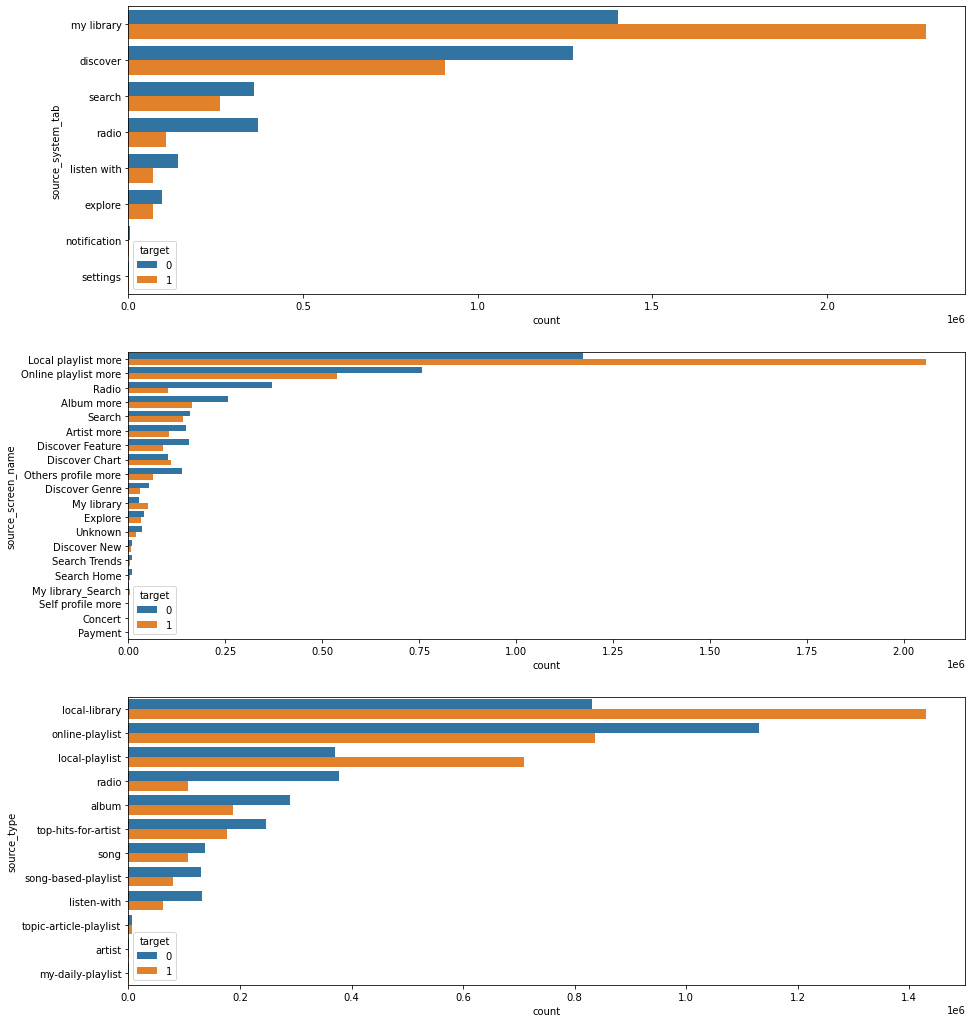 source_system_tab
my library
discover
search
radio
listen with
explore
notification
settings
target
0
1
0.0 0.5 1.0 1.5 2.0
count
1e6
source_screen_name
Local playlist more
Online playlist more
Radio
Album more
Search
Artist more
Discover Feature
Discover Chart
Others profile more
Discover Genre
My library
Explore
Unknown
Discover New
Search Trends
Search Home
My library_Search
Self profile more
Concert
Payment
target
0
1
0.00 0.25 0.50 0.75 1.00 1.25 1.50 1.75 2.00
count
1e6
source_type
local-library
online-playlist
local-playlist
radio
album
top-hits-for-artist
song
song-based-playlist
listen-with
topic-article-playlist
artist
my-daily-playlist
target
0
1
0.0 0.2 0.4 0.6 0.8 1.0 1.2 1.4
count
1e6